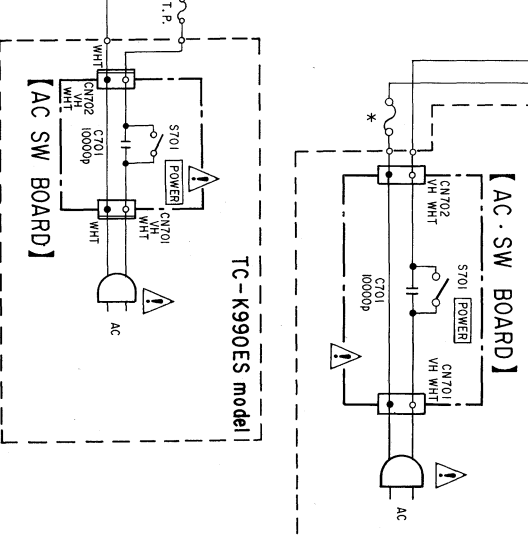 T.P.
WHT
CN702
VH
WHT
C701
10000p
S701
POWER
【AC SW BOARD】
CN701
VH
WHT
WHT
AC
TC-K990ES model
*
CN702
VH WHT
【AC·SW BOARD】
S701
POWER
C701
10000p
CN701
VH WHT
AC